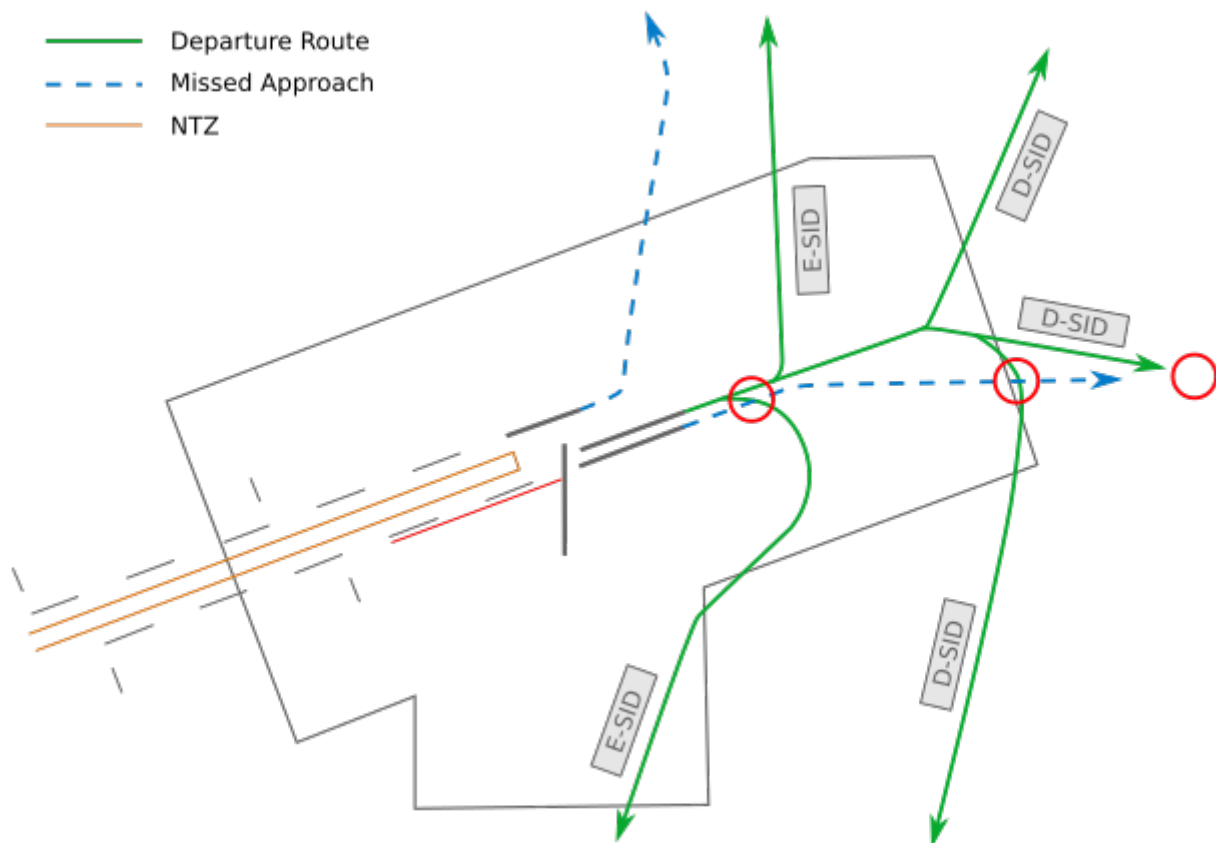 Departure Route
Missed Approach
NTZ
D-SID
E-SID
D-SID
D-SID
E-SID